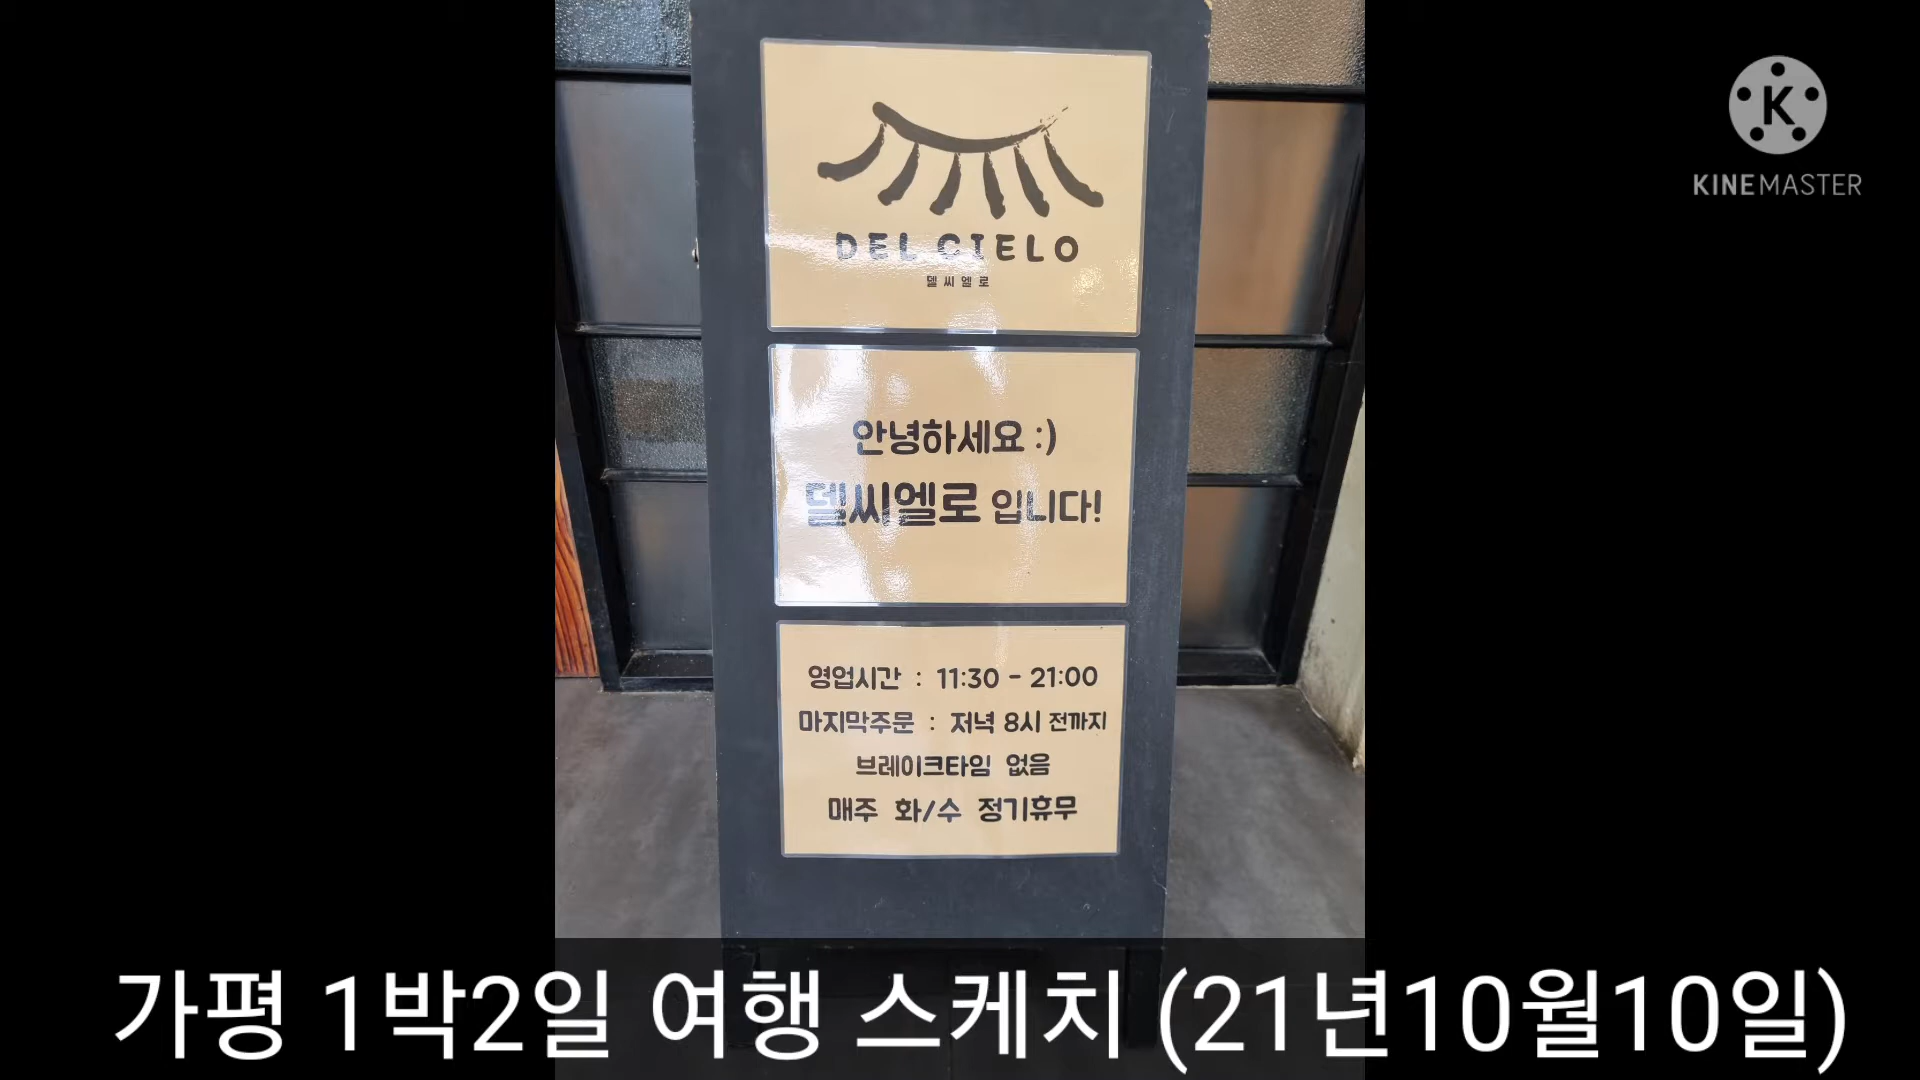 DEL CIELO
델씨엘로
안녕하세요 :)
델씨엘로 입니다!
영업시간 : 11:30 - 21:00
마지막주문 : 저녁 8시 전까지
브레이크타임 없음
매주 화/수 정기휴무
K
KINEMASTER
가평 1박2일 여행 스케치 (21년10월10일)